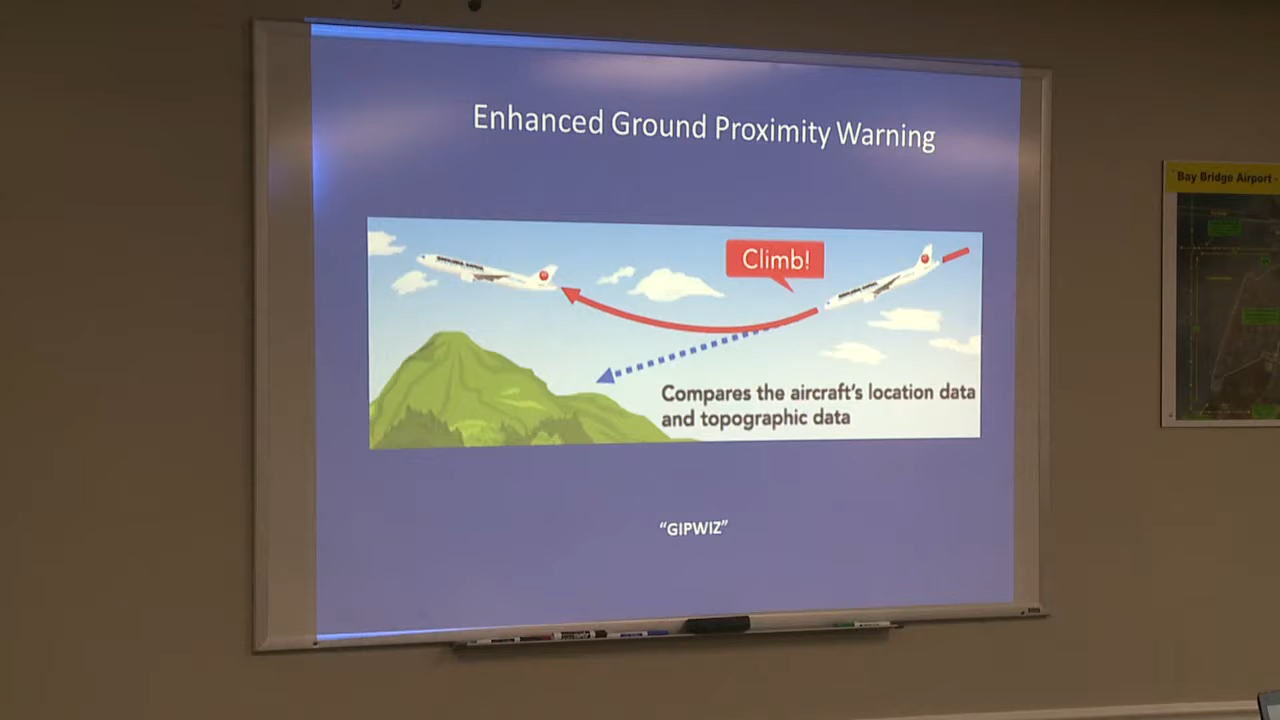 Enhanced Ground Proximity Warning
Climb!
Compares the aircraft's location data
and topographic data
“GIPWIZ”
Bay Bridge Airport -